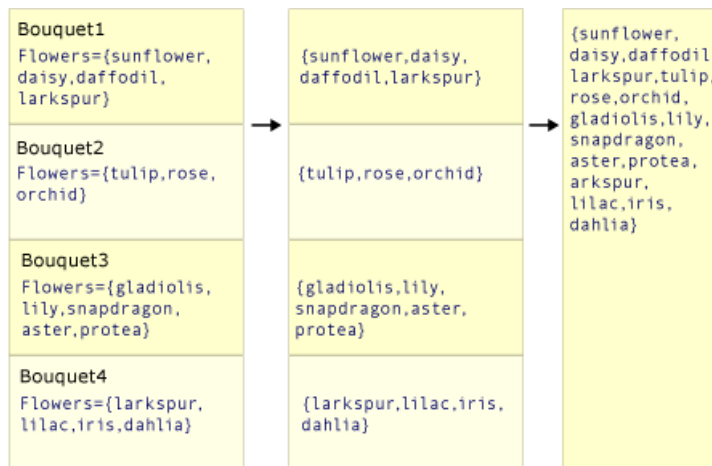 Bouquet1
Flowers={sunflower,
daisy,daffodil,
larkspur}
Bouquet2
Flowers={tulip,rose,
orchid}
Bouquet3
Flowers={gladiolis,
lily,snapdragon,
aster,protea}
Bouquet4
Flowers={larkspur,
lilac,iris,dahlia}
{sunflower,daisy,
daffodil,larkspur}
{tulip,rose,orchid}
{gladiolis,lily,
snapdragon,aster,
protea}
{larkspur,lilac,iris,
dahlia}
{sunflower,
daisy,daffodil
larkspur,tulip,
rose,orchid,
gladiolis,lily,
snapdragon,
aster,protea,
arkspur,
lilac,iris,
dahlia}